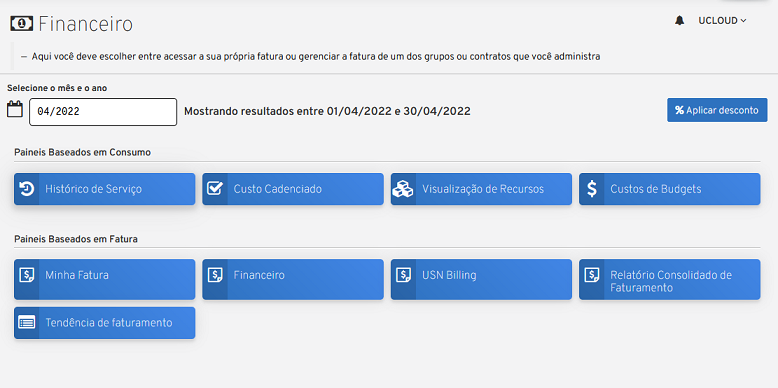 Financeiro
UCLOUD
— Aqui você deve escolher entre acessar a sua própria fatura ou gerenciar a fatura de um dos grupos ou contratos que você administra
Selecione o mês e o ano
04/2022
Mostrando resultados entre 01/04/2022 e 30/04/2022
% Aplicar desconto
Paineis Baseados em Consumo
Histórico de Serviço
Custo Cadenciado
Visualização de Recursos
Custos de Budgets
Paineis Baseados em Fatura
Minha Fatura
Financeiro
USN Billing
Relatório Consolidado de
Faturamento
Tendência de faturamento